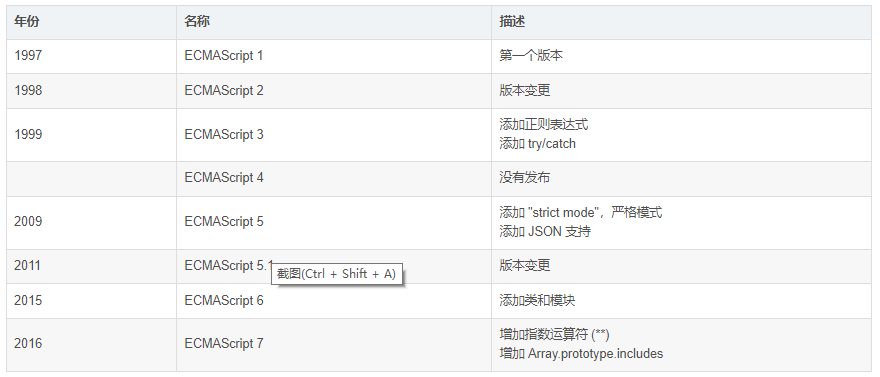 年份 名称 描述
1997 ECMAScript 1 第一个版本
1998 ECMAScript 2 版本变更
1999 ECMAScript 3 添加正则表达式
添加 try/catch
ECMAScript 4 没有发布
2009 ECMAScript 5 添加 "strict mode"，严格模式
添加 JSON 支持
2011 ECMAScript 5.1 版本变更
截图(Ctrl + Shift + A)
2015 ECMAScript 6 添加类和模块
2016 ECMAScript 7 增加指数运算符 (**)
增加 Array.prototype.includes